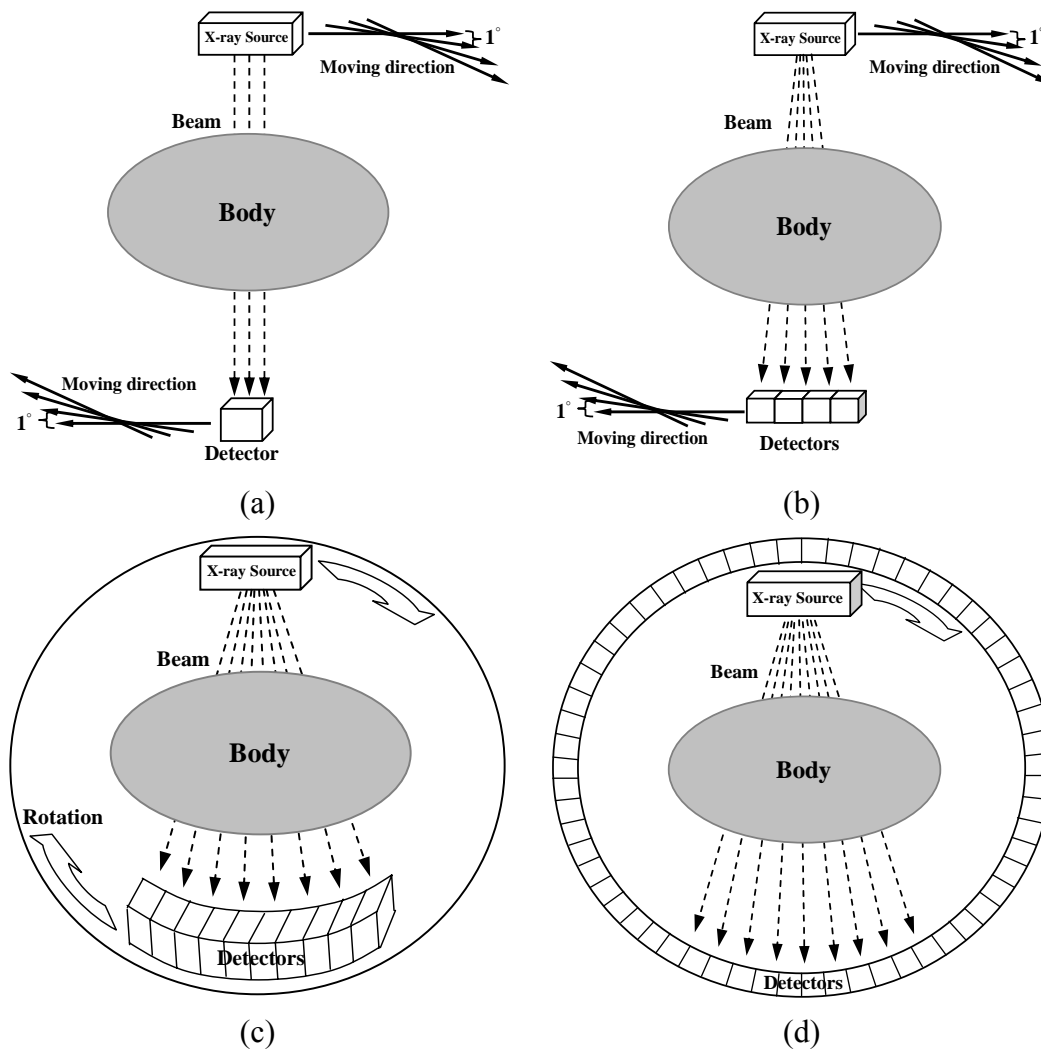 X-ray Source
1°
Moving direction
Beam
Body
Moving direction
1°
Detector
(a)
X-ray Source
1°
Moving direction
Beam
Body
1°
Moving direction
Detectors
(b)
X-ray Source
Beam
Body
Rotation
Detectors
(c)
X-ray Source
Beam
Body
Detectors
(d)